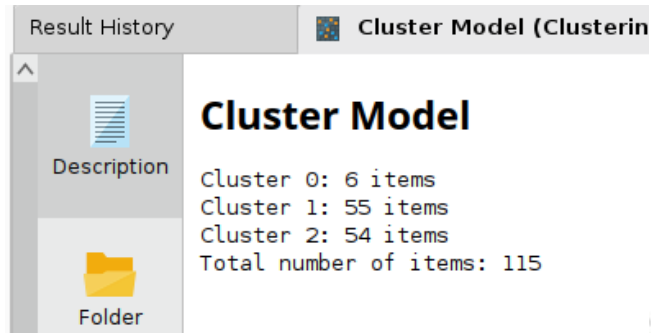 Result History
Cluster Model (Clusterin
Description
Folder
Cluster Model
Cluster 0: 6 items
Cluster 1: 55 items
Cluster 2: 54 items
Total number of items: 115